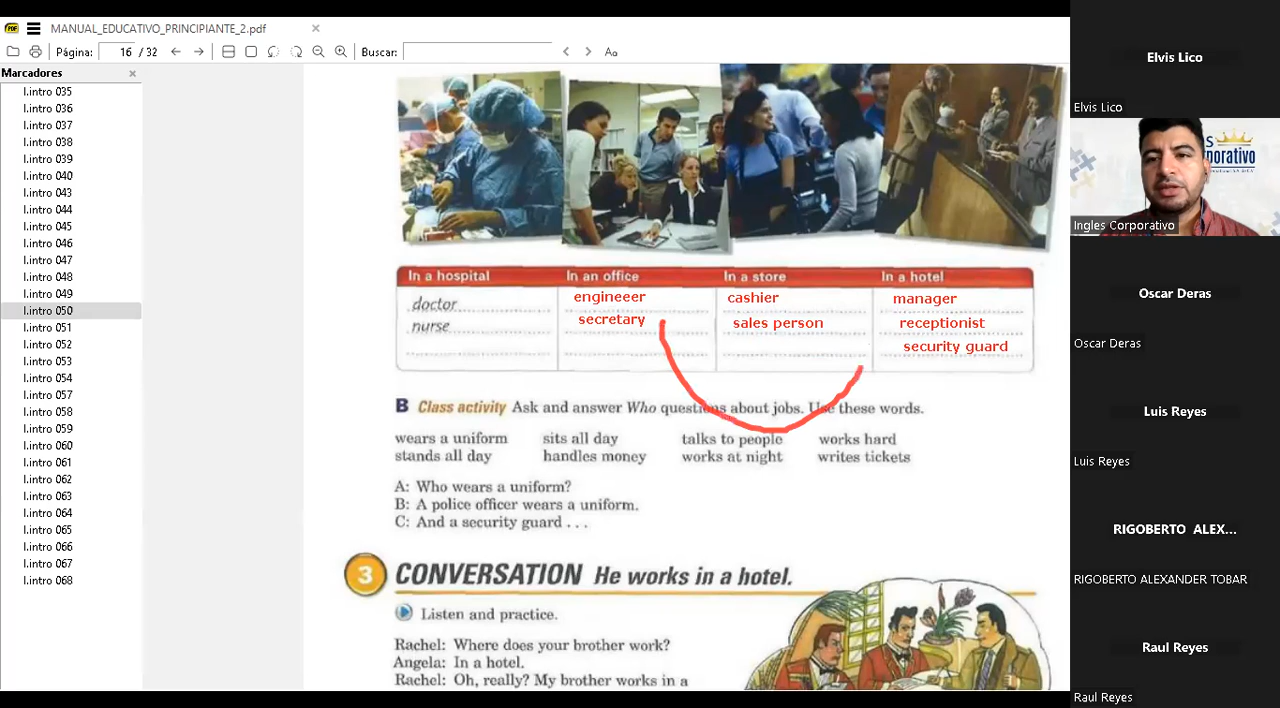 MANUAL_EDUCATIVO_PRINCIPIANTE_2.pdf
Página: 16 / 32 Buscar: Aa
Marcadores
I.intro 035
I.intro 036
I.intro 037
I.intro 038
I.intro 039
I.intro 040
I.intro 043
I.intro 044
I.intro 045
I.intro 046
I.intro 047
I.intro 048
I.intro 049
I.intro 050
I.intro 051
I.intro 052
I.intro 053
I.intro 054
I.intro 057
I.intro 058
I.intro 059
I.intro 060
I.intro 061
I.intro 062
I.intro 063
I.intro 064
I.intro 065
I.intro 066
I.intro 067
I.intro 068
In a hospital In an office In a store In a hotel
doctor engineeer cashier manager
nurse secretary sales person receptionist
security guard
B Class activity Ask and answer Who questions about jobs. Use these words.
wears a uniform sits all day talks to people works hard
stands all day handles money works at night writes tickets
A: Who wears a uniform?
B: A police officer wears a uniform.
C: And a security guard . . .
3 CONVERSATION He works in a hotel.
Listen and practice.
Rachel: Where does your brother work?
Angela: In a hotel.
Rachel: Oh, really? My brother works in a
Elvis Lico
Elvis Lico
Ingles Corporativo
Oscar Deras
Oscar Deras
Luis Reyes
Luis Reyes
RIGOBERTO ALEX...
RIGOBERTO ALEXANDER TOBAR
Raul Reyes
Raul Reyes